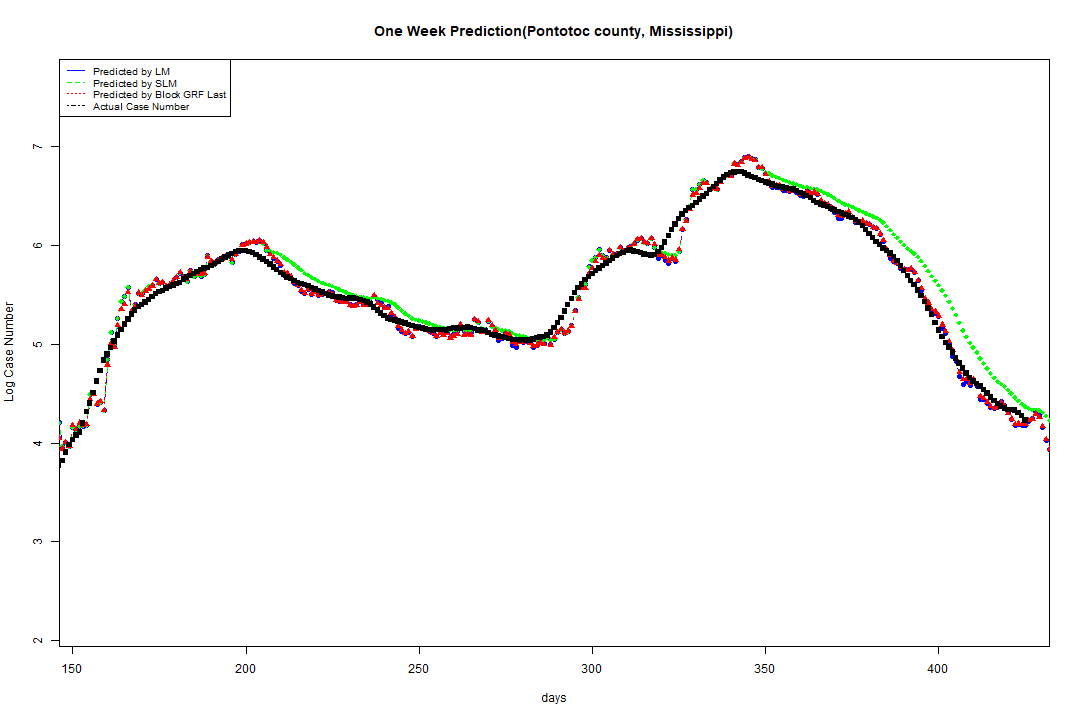 One Week Prediction(Pontotoc county, Mississippi)
Predicted by LM
Predicted by SLM
Predicted by Block GRF Last
Actual Case Number
7
6
5
4
3
2
Log Case Number
150 200 250 300 350 400
days